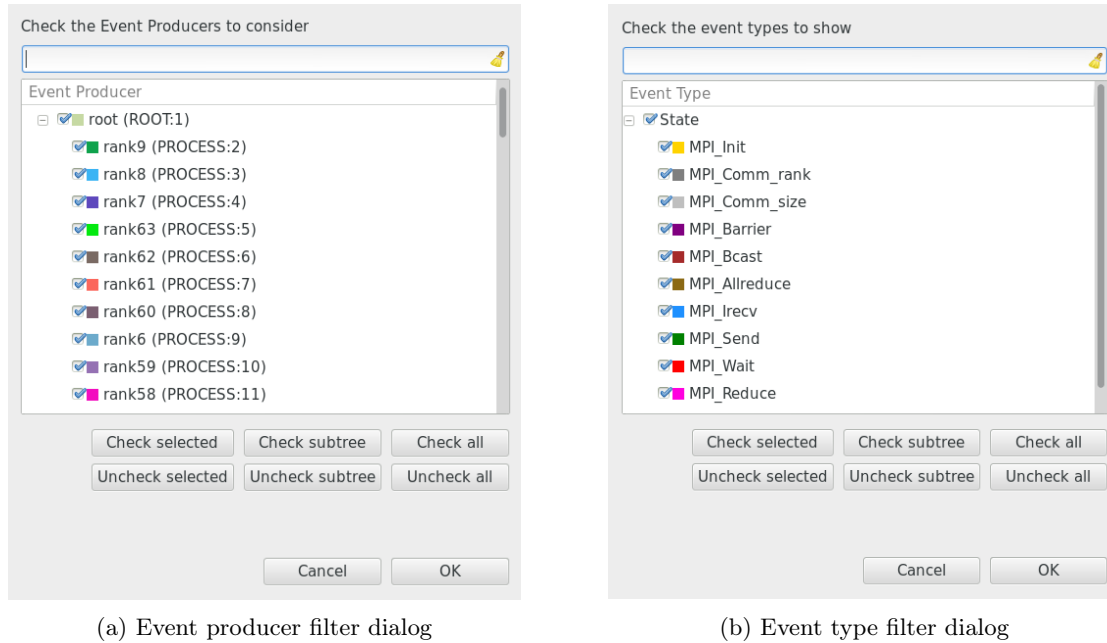 Check the Event Producers to consider
Event Producer
root (ROOT:1)
rank9 (PROCESS:2)
rank8 (PROCESS:3)
rank7 (PROCESS:4)
rank63 (PROCESS:5)
rank62 (PROCESS:6)
rank61 (PROCESS:7)
rank60 (PROCESS:8)
rank6 (PROCESS:9)
rank59 (PROCESS:10)
rank58 (PROCESS:11)
Check selected Check subtree Check all
Uncheck selected Uncheck subtree Uncheck all
Cancel OK
(a) Event producer filter dialog
Check the event types to show
Event Type
State
MPI_Init
MPI_Comm_rank
MPI_Comm_size
MPI_Barrier
MPI_Bcast
MPI_Allreduce
MPI_Irecv
MPI_Send
MPI_Wait
MPI_Reduce
Check selected Check subtree Check all
Uncheck selected Uncheck subtree Uncheck all
Cancel OK
(b) Event type filter dialog